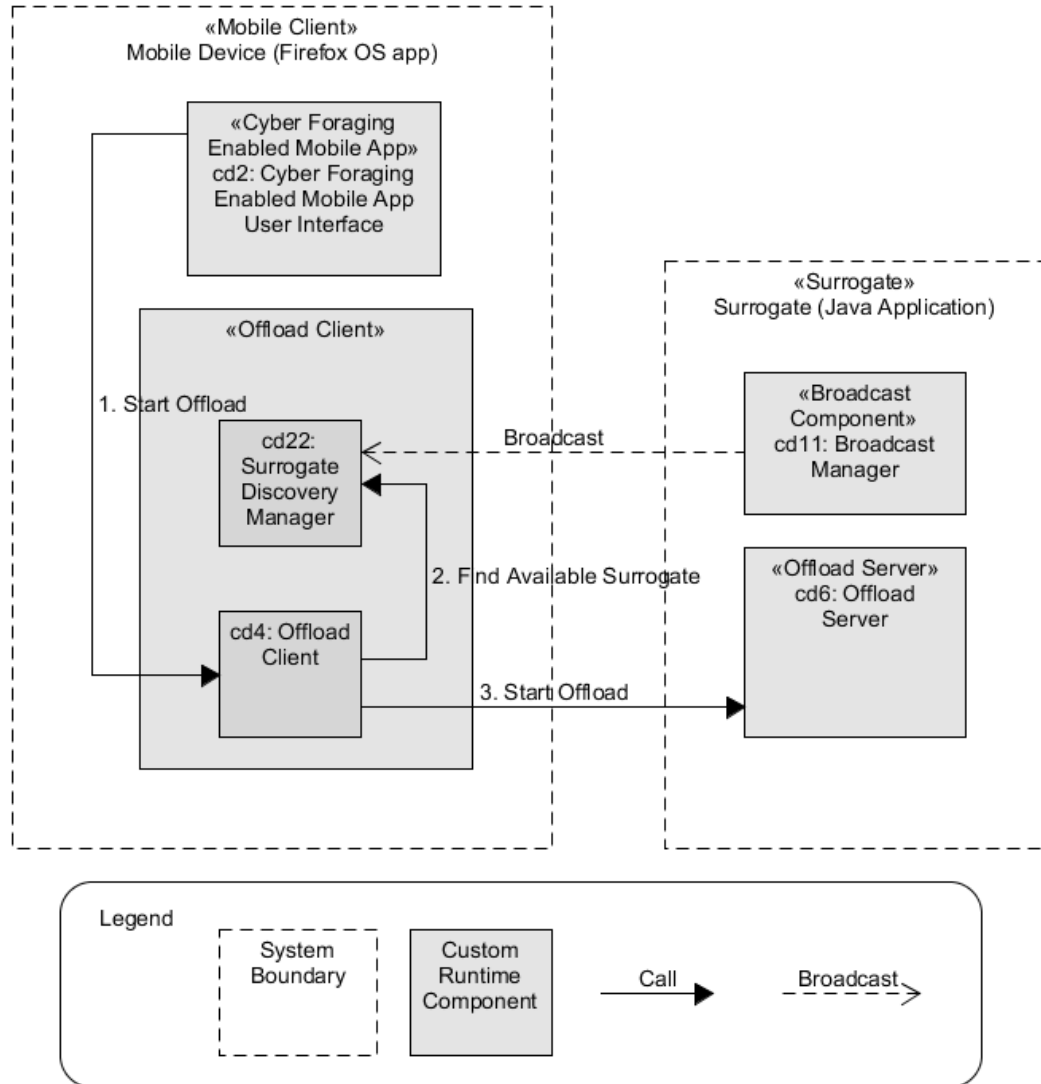 «Mobile Client»
Mobile Device (Firefox OS app)
«Cyber Foraging
Enabled Mobile App»
cd2: Cyber Foraging
Enabled Mobile App
User Interface
«Surrogate»
Surrogate (Java Application)
«Offload Client»
1. Start Offload
cd22:
Surrogate
Discovery
Manager
Broadcast
«Broadcast
Component»
cd11: Broadcast
Manager
2. Find Available Surrogate
«Offload Server»
cd6: Offload
Server
cd4: Offload
Client
3. Start Offload
Legend
System
Boundary
Custom
Runtime
Component
Call
Broadcast